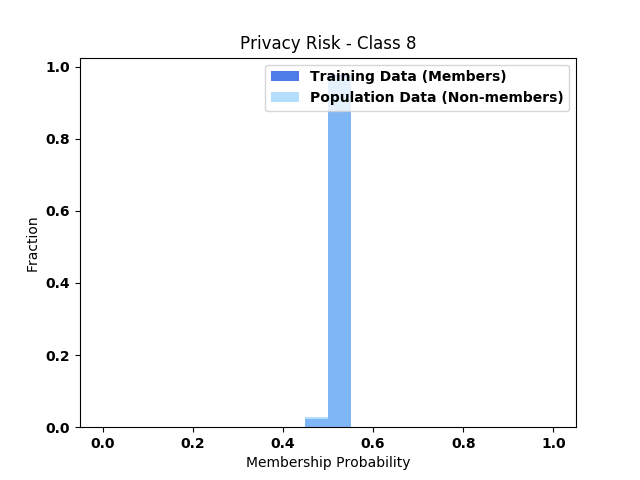 Privacy Risk - Class 8
Training Data (Members)
Population Data (Non-members)
1.0
0.8
0.6
0.4
0.2
0.0
Fraction
0.0 0.2 0.4 0.6 0.8 1.0
Membership Probability